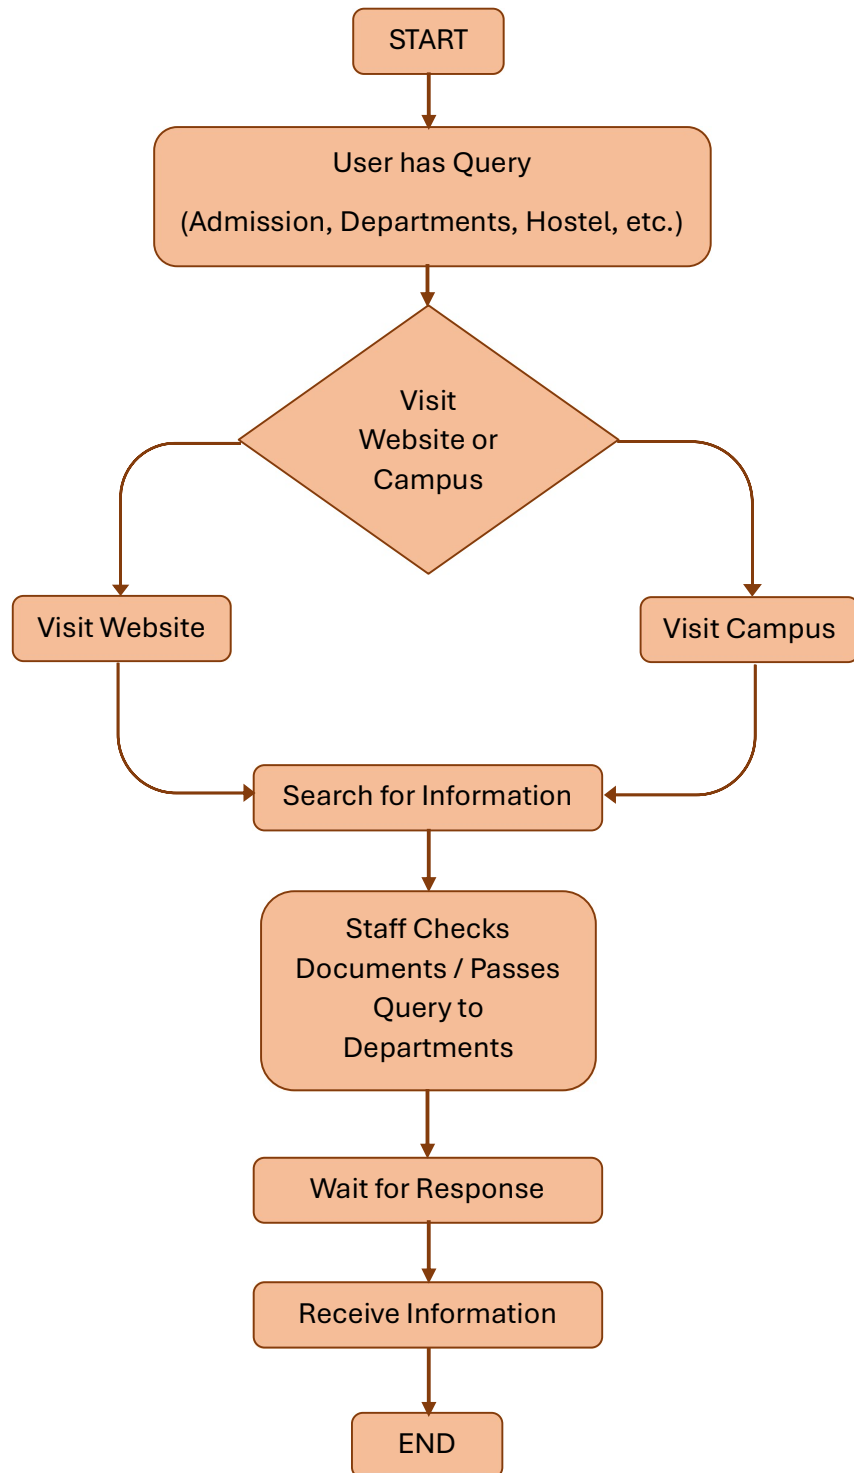 START
User has Query
(Admission, Departments, Hostel, etc.)
Visit
Website or
Campus
Visit Website
Visit Campus
Search for Information
Staff Checks
Documents / Passes
Query to
Departments
Wait for Response
Receive Information
END